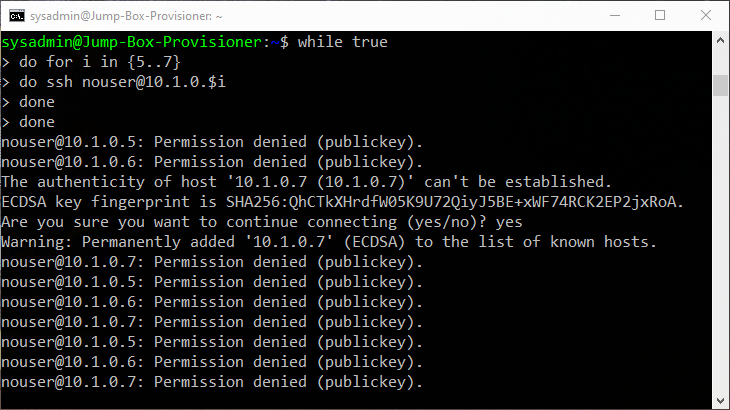 sysadmin@Jump-Box-Provisioner: ~
sysadmin@Jump-Box-Provisioner:~$ while true
> do for i in {5..7}
> do ssh nouser@10.1.0.$i
> done
> done
nouser@10.1.0.5: Permission denied (publickey).
nouser@10.1.0.6: Permission denied (publickey).
The authenticity of host '10.1.0.7 (10.1.0.7)' can't be established.
ECDSA key fingerprint is SHA256:QhCTkXHrdfW05K9U72QiyJ5BE+xWF74RCK2EP2jxRoA.
Are you sure you want to continue connecting (yes/no)? yes
Warning: Permanently added '10.1.0.7' (ECDSA) to the list of known hosts.
nouser@10.1.0.7: Permission denied (publickey).
nouser@10.1.0.5: Permission denied (publickey).
nouser@10.1.0.6: Permission denied (publickey).
nouser@10.1.0.7: Permission denied (publickey).
nouser@10.1.0.5: Permission denied (publickey).
nouser@10.1.0.6: Permission denied (publickey).
nouser@10.1.0.7: Permission denied (publickey).